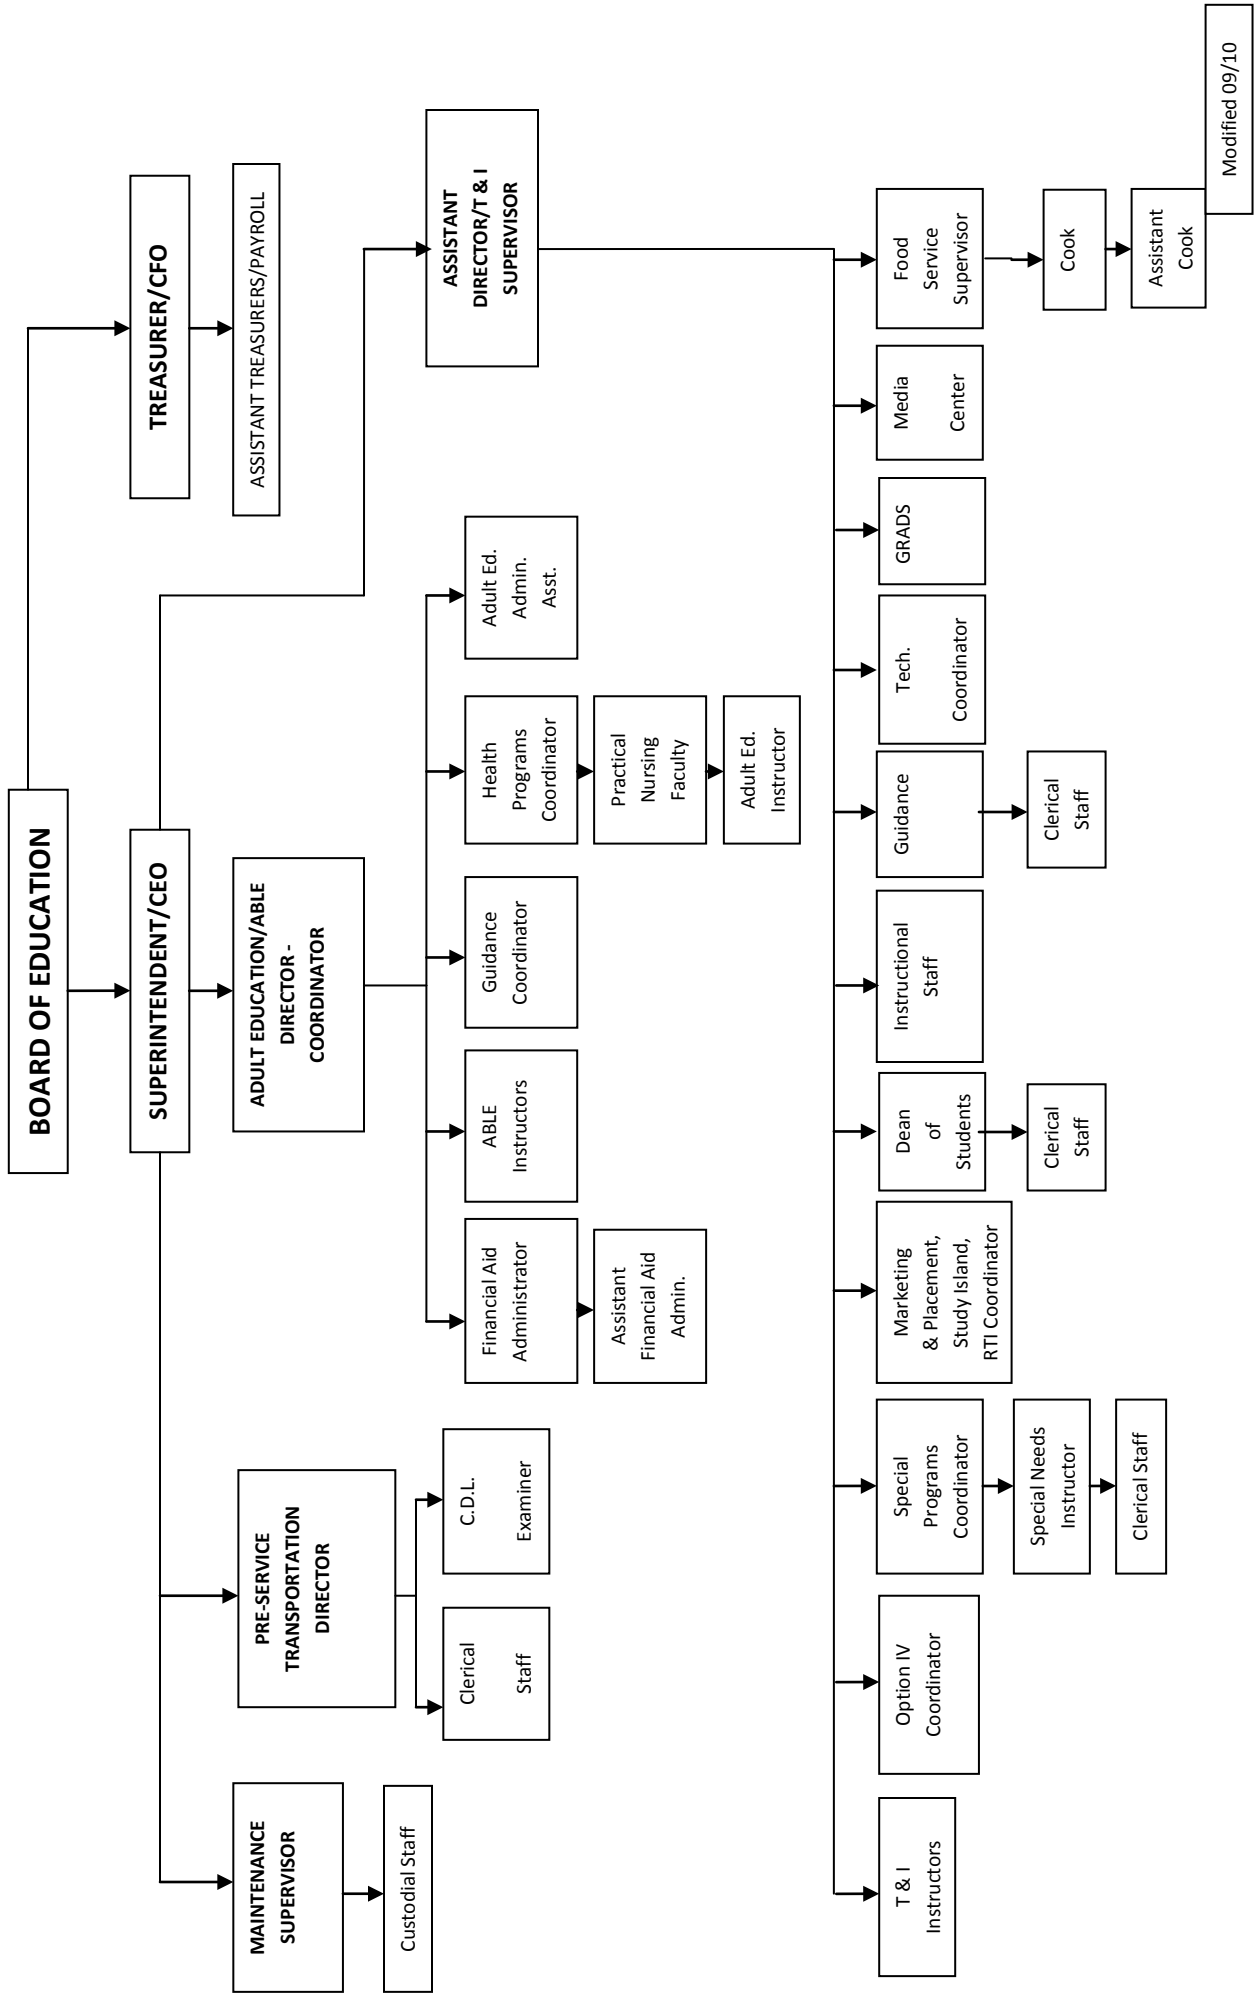 BOARD OF EDUCATION
SUPERINTENDENT/CEO
TREASURER/CFO
MAINTENANCE
SUPERVISOR
PRE-SERVICE
TRANSPORTATION
DIRECTOR
ADULT EDUCATION/ABLE
DIRECTOR -
COORDINATOR
ASSISTANT TREASURERS/PAYROLL
Custodial Staff
Clerical
Staff
C.D.L.
Examiner
ASSISTANT
DIRECTOR/T & I
SUPERVISOR
Financial Aid
Administrator
ABLE
Instructors
Guidance
Coordinator
Health
Programs
Coordinator
Adult Ed.
Admin.
Asst.
Assistant
Financial Aid
Admin.
Practical
Nursing
Faculty
Adult Ed.
Instructor
T & I
Instructors
Option IV
Coordinator
Special
Programs
Coordinator
Marketing
& Placement,
Study Island,
RTI Coordinator
Dean
of
Students
Instructional
Staff
Guidance
Tech.
Coordinator
GRADS
Media
Center
Food
Service
Supervisor
Special Needs
Instructor
Clerical
Staff
Clerical
Staff
Cook
Clerical Staff
Assistant
Cook
Modified 09/10